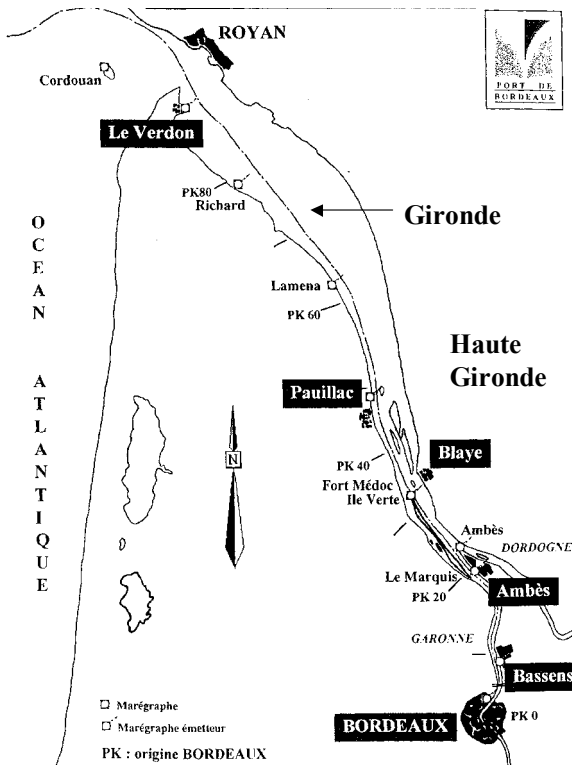 ROYAN
PORT DE
BORDEAUX
Cordouan
Le Verdon
PK80
Richard
Gironde
OCEAN ATLANTIQUE
Lamena
PK 60
Haute
Gironde
Pauillac
PK 40
Blaye
Fort Médoc
Ile Verte
N
Ambès
DORDOGNE
Le Marquis
PK 20
Ambès
GARONNE
Bassens
Marégraphe
Marégraphe émetteur
BORDEAUX
PK 0
PK : origine BORDEAUX